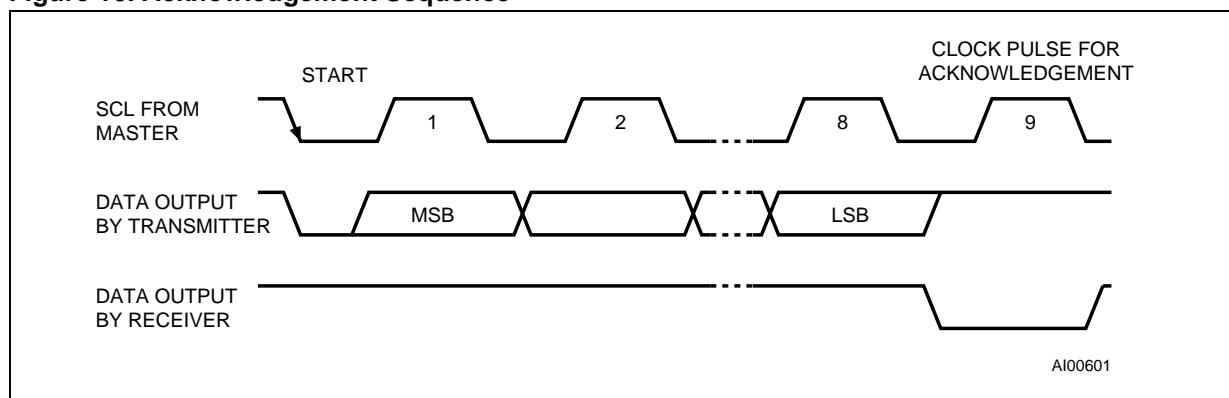 START
CLOCK PULSE FOR
ACKNOWLEDGEMENT
SCL FROM
MASTER
1
2
8
9
DATA OUTPUT
BY TRANSMITTER
MSB
LSB
DATA OUTPUT
BY RECEIVER
AI00601